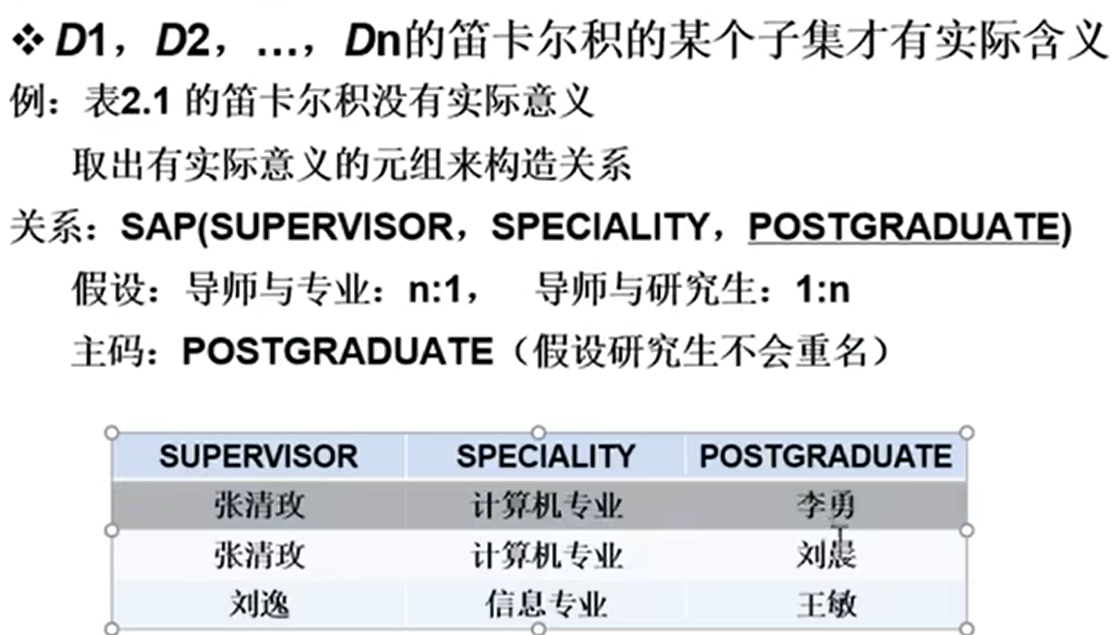 ❖ D1，D2，…，Dn的笛卡尔积的某个子集才有实际含义
例：表2.1 的笛卡尔积没有实际意义
取出有实际意义的元组来构造关系
关系：SAP(SUPERVISOR，SPECIALITY，POSTGRADUATE)
假设：导师与专业：n:1， 导师与研究生：1:n
主码：POSTGRADUATE（假设研究生不会重名）
SUPERVISOR SPECIALITY POSTGRADUATE
张清玫 计算机专业 李勇
张清玫 计算机专业 刘晨
刘逸 信息专业 王敏